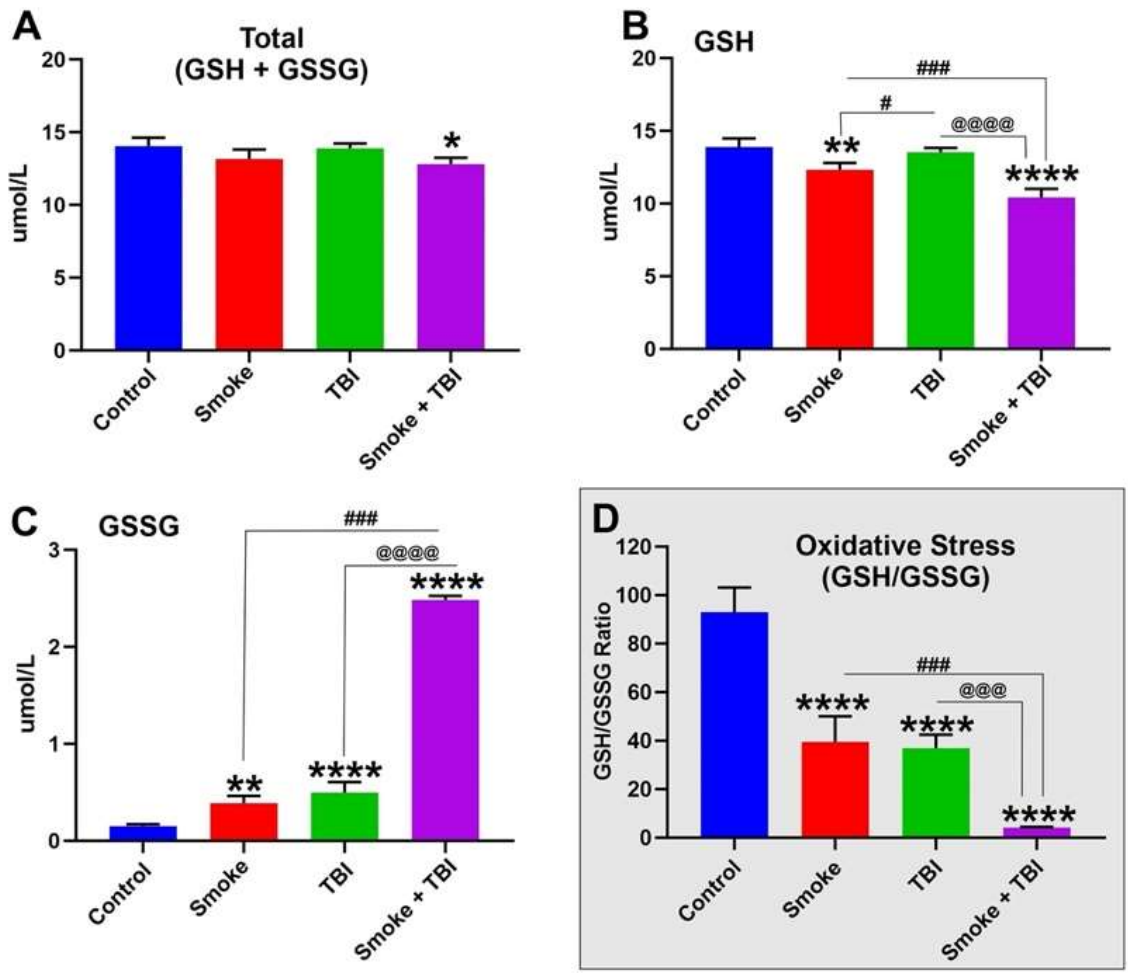 A
Total
(GSH + GSSG)
20
15
10
5
0
umol/L
*
Control
Smoke
TBI
Smoke + TBI
B
GSH
20
15
10
5
0
umol/L
###
#
@@@@
**
****
Control
Smoke
TBI
Smoke + TBI
C
GSSG
3
2
1
0
umol/L
###
@@@@
****
**
****
Control
Smoke
TBI
Smoke + TBI
D
Oxidative Stress
(GSH/GSSG)
120
100
80
60
40
20
0
GSH/GSSG Ratio
###
@@@
****
****
****
Control
Smoke
TBI
Smoke + TBI